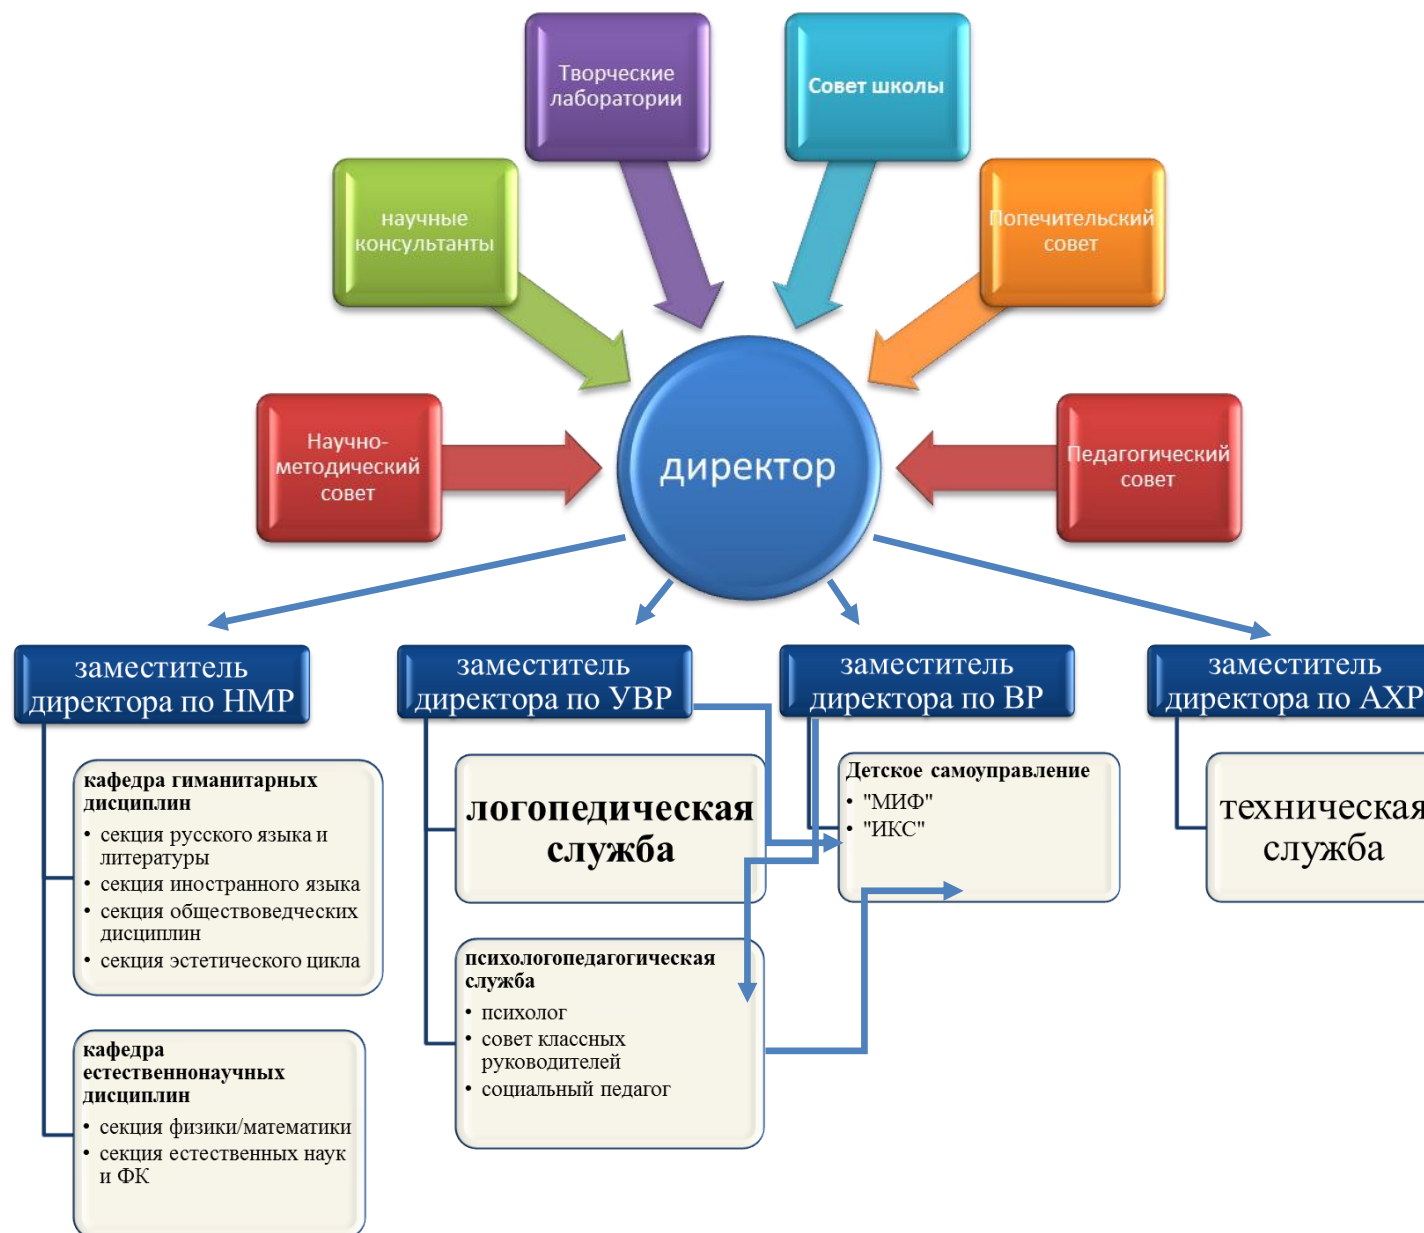 Творческие
лаборатории
Совет школы
научные
консультанты
Попечительский
совет
Научно-
методический
совет
директор
Педагогический
совет
заместитель
директора по НМР
заместитель
директора по УВР
заместитель
директора по ВР
заместитель
директора по АХР
кафедра гиманитарных
дисциплин
• секция русского языка и
литературы
• секция иностранного языка
• секция обществоведческих
дисциплин
• секция эстетического цикла
кафедра
естественнонаучных
дисциплин
• секция физики/математики
• секция естественных наук
и ФК
логопедическая
служба
психологопедагогическая
служба
• психолог
• совет классных
руководителей
• социальный педагог
Детское самоуправление
• "МИФ"
• "ИКС"
техническая
служба